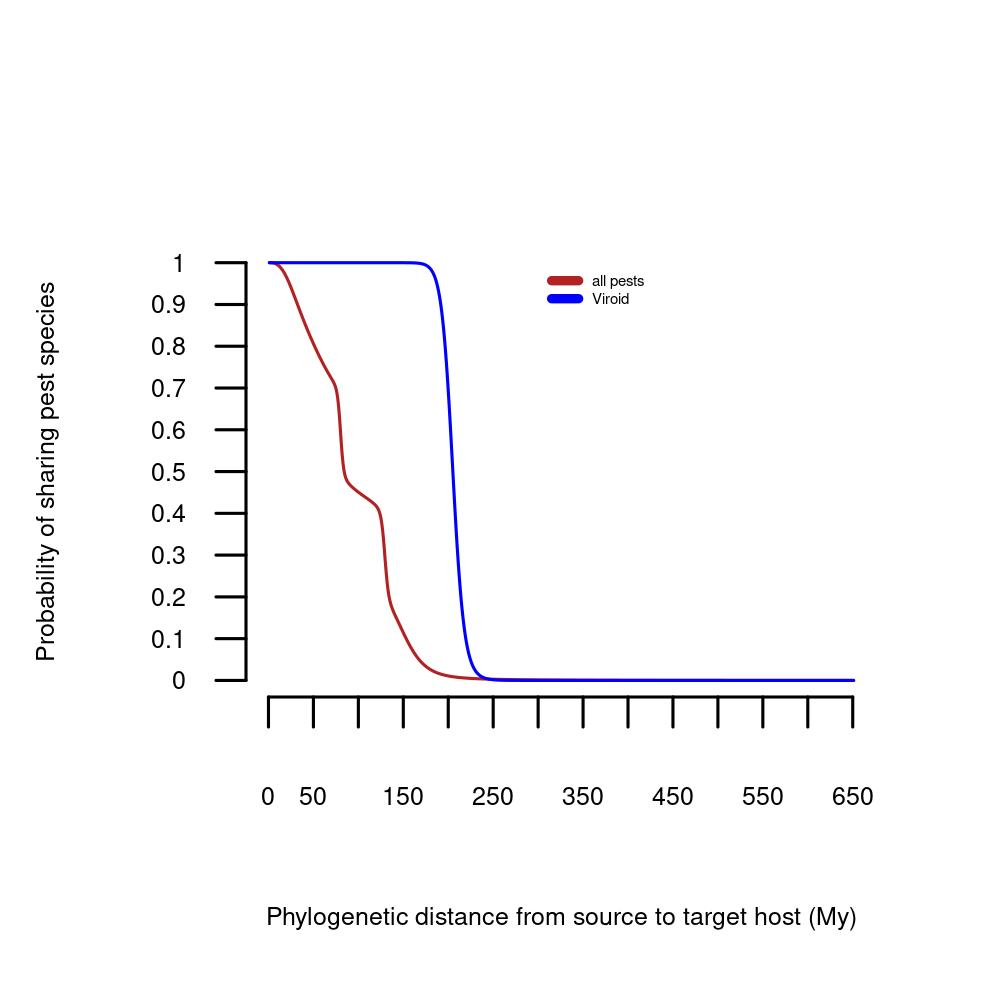 1
0.9
0.8
0.7
0.6
0.5
0.4
0.3
0.2
0.1
0
Probability of sharing pest species
all pests
Viroid
0 50 150 250 350 450 550 650
Phylogenetic distance from source to target host (My)